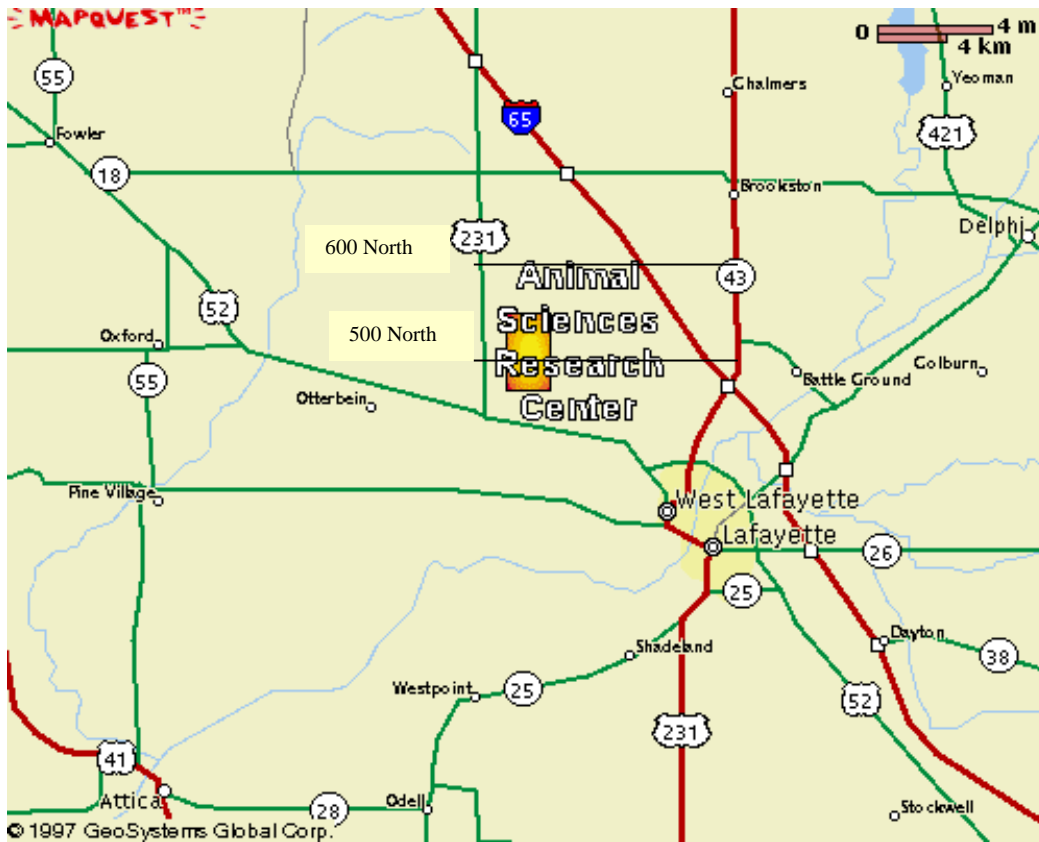 MAPQUEST™
0 4 m
4 km
55
Chalmers
Yeoman
65
421
Fowler
18
Brookston
231
Delphi
600 North
Animal
43
52
Sciences
500 North
Oxford
Research
55
Battle Ground
Colburn
Otterbein
Center
Pine Village
West Lafayette
Lafayette
26
25
Dayton
Shadeland
38
Westpoint
25
52
231
41
Attica
28
Odell
Stockwell
© 1997 GeoSystems Global Corp.